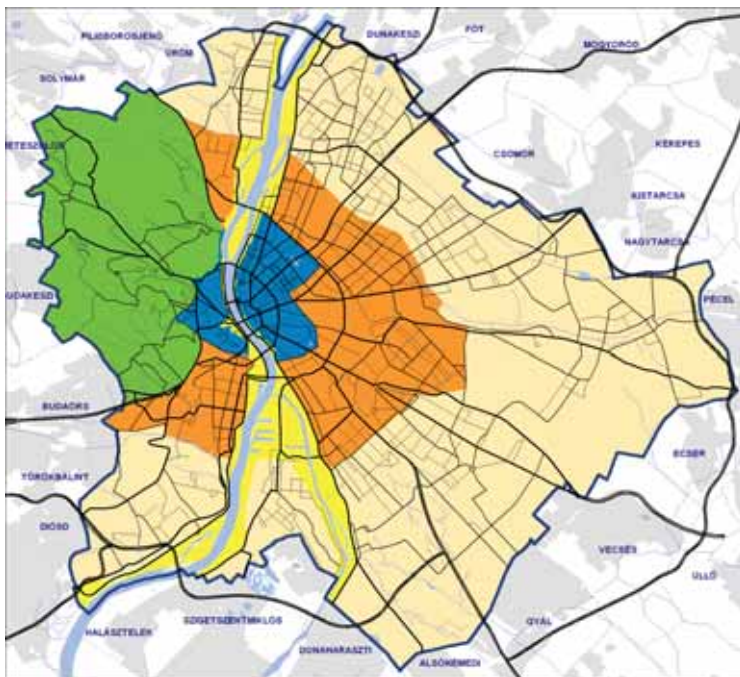 PILISBOROSJENŐ
ÜRÖM
DUNAKESZI
FÓT
MOGYORÓD
SOLYMÁR
CSÖMÖR
KEREPES
KISTARCSA
NAGYTARCSA
PÉCEL
BUDAÖRS
ECSER
TÖRÖKBÁLINT
DIÓSD
VECSÉS
ÜLLŐ
GYÁL
SZIGETSZENTMIKLÓS
HALÁSZTELEK
DUNAHARASZTI
ALSÓNÉMEDI